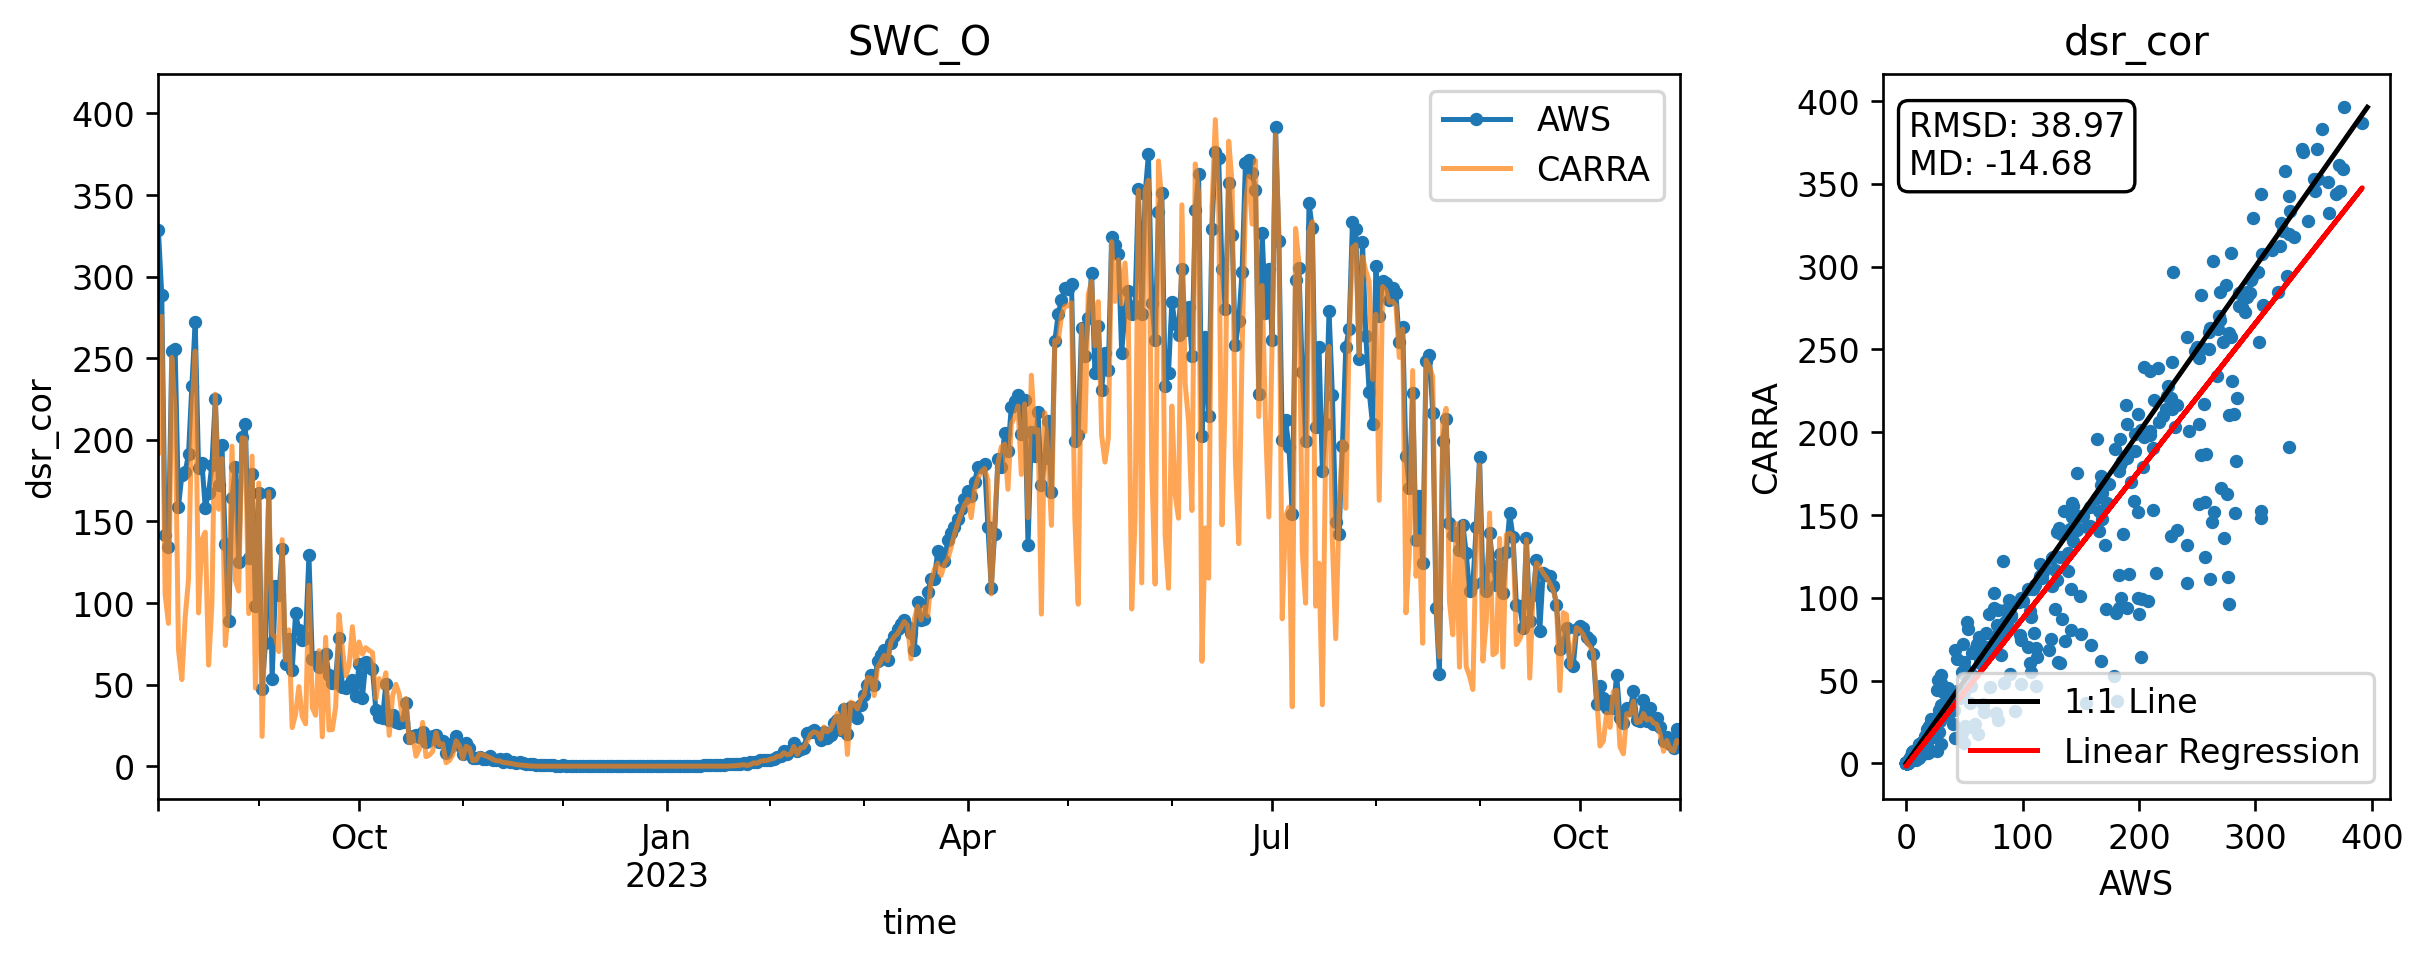 SWC_O
dsr_cor
400
350
300
250
200
150
100
50
0
AWS
CARRA
Oct
Jan
2023
Apr
Jul
Oct
time
dsr_cor
CARRA
400
350
300
250
200
150
100
50
0
RMSD: 38.97
MD: -14.68
1:1 Line
Linear Regression
0
100
200
300
400
AWS